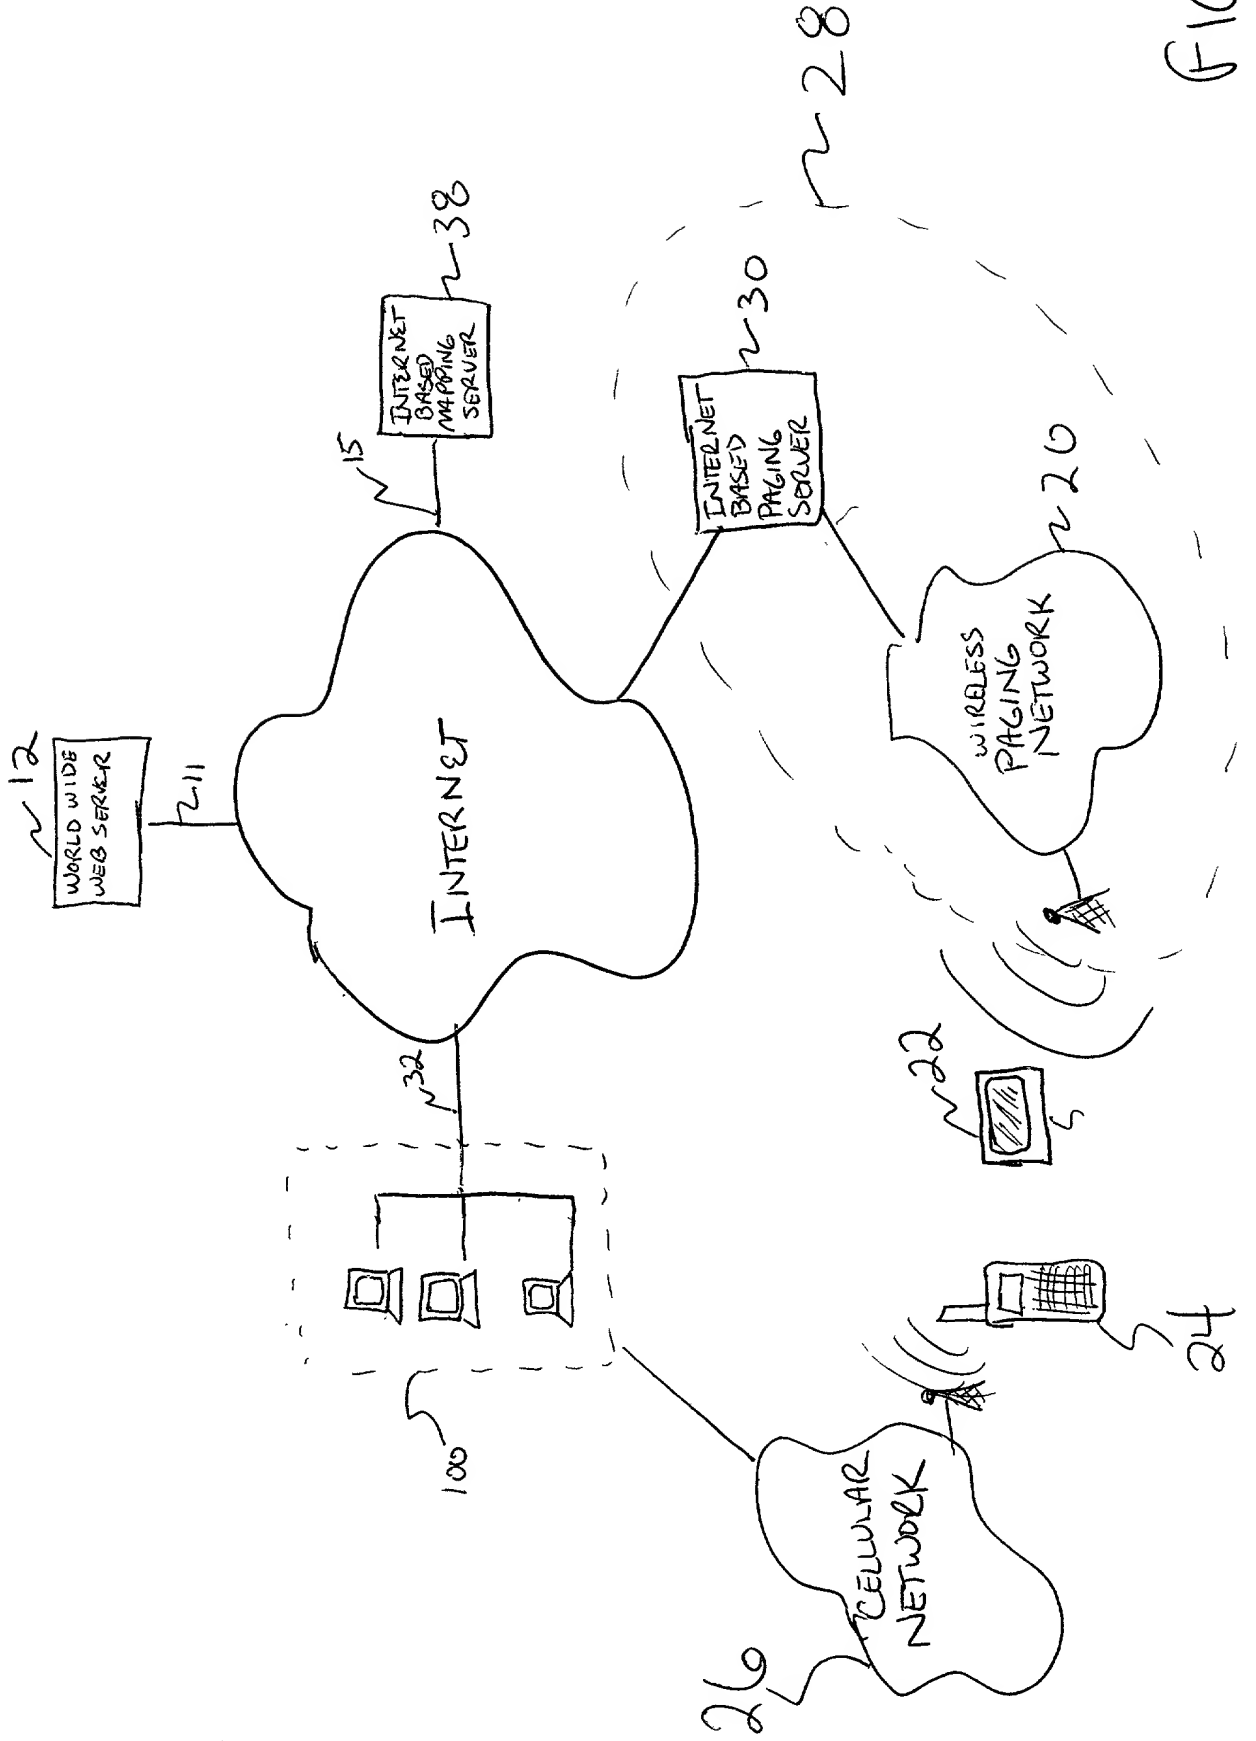 12
WORLD WIDE
WEB SERVER
11
15
INTERNET
BASED
MAPPING
SERVER
38
32
100
INTERNET
INTERNET
BASED
PAGING
SERVER
30
28
26
CELLULAR
NETWORK
22
WIRELESS
PAGING
NETWORK
20
24